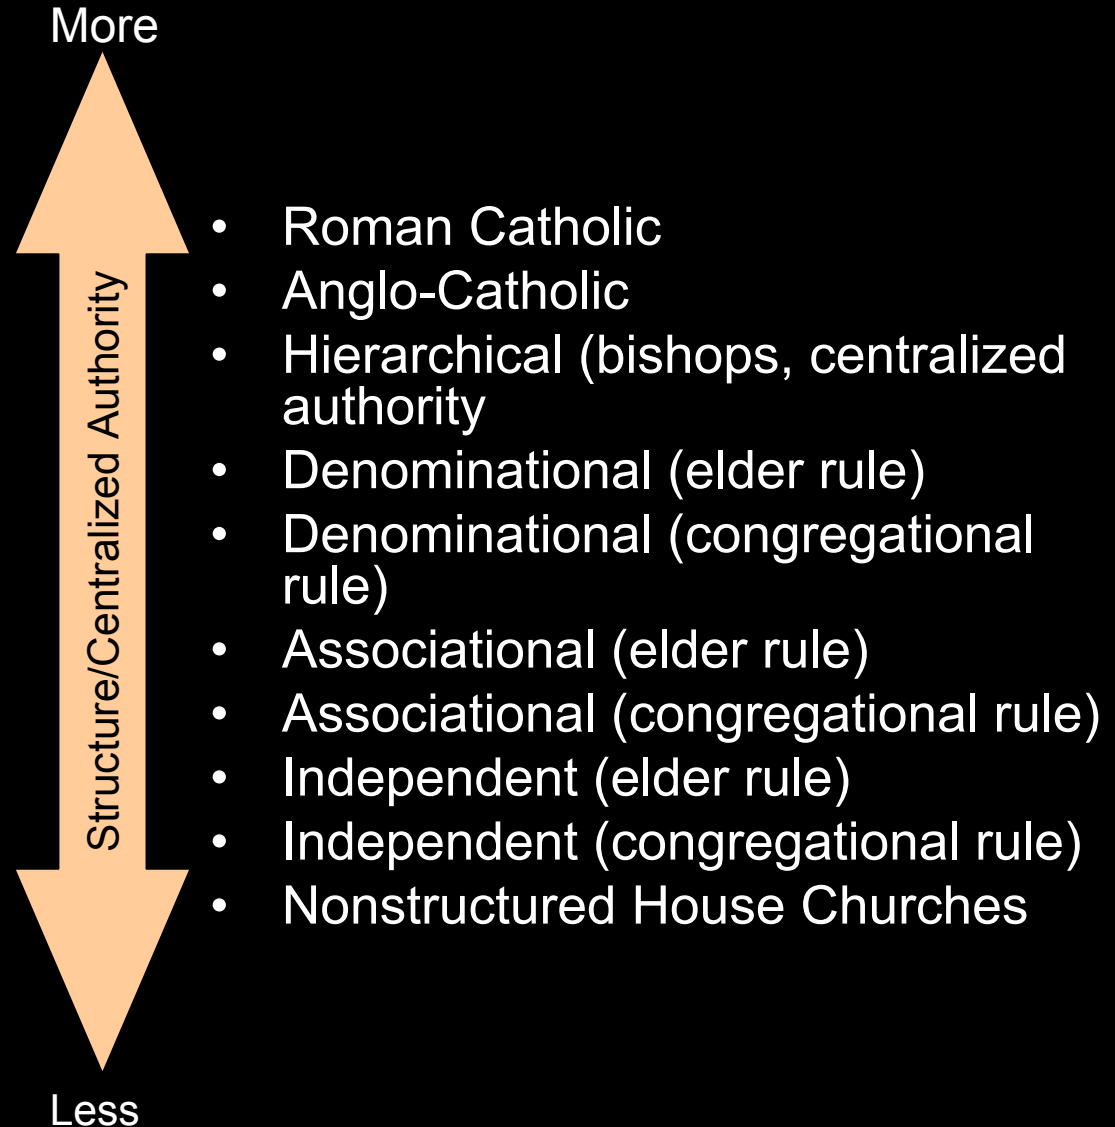 More
Structure/Centralized Authority
• Roman Catholic
• Anglo-Catholic
• Hierarchical (bishops, centralized
authority
• Denominational (elder rule)
• Denominational (congregational
rule)
• Associational (elder rule)
• Associational (congregational rule)
• Independent (elder rule)
• Independent (congregational rule)
• Nonstructured House Churches
Less